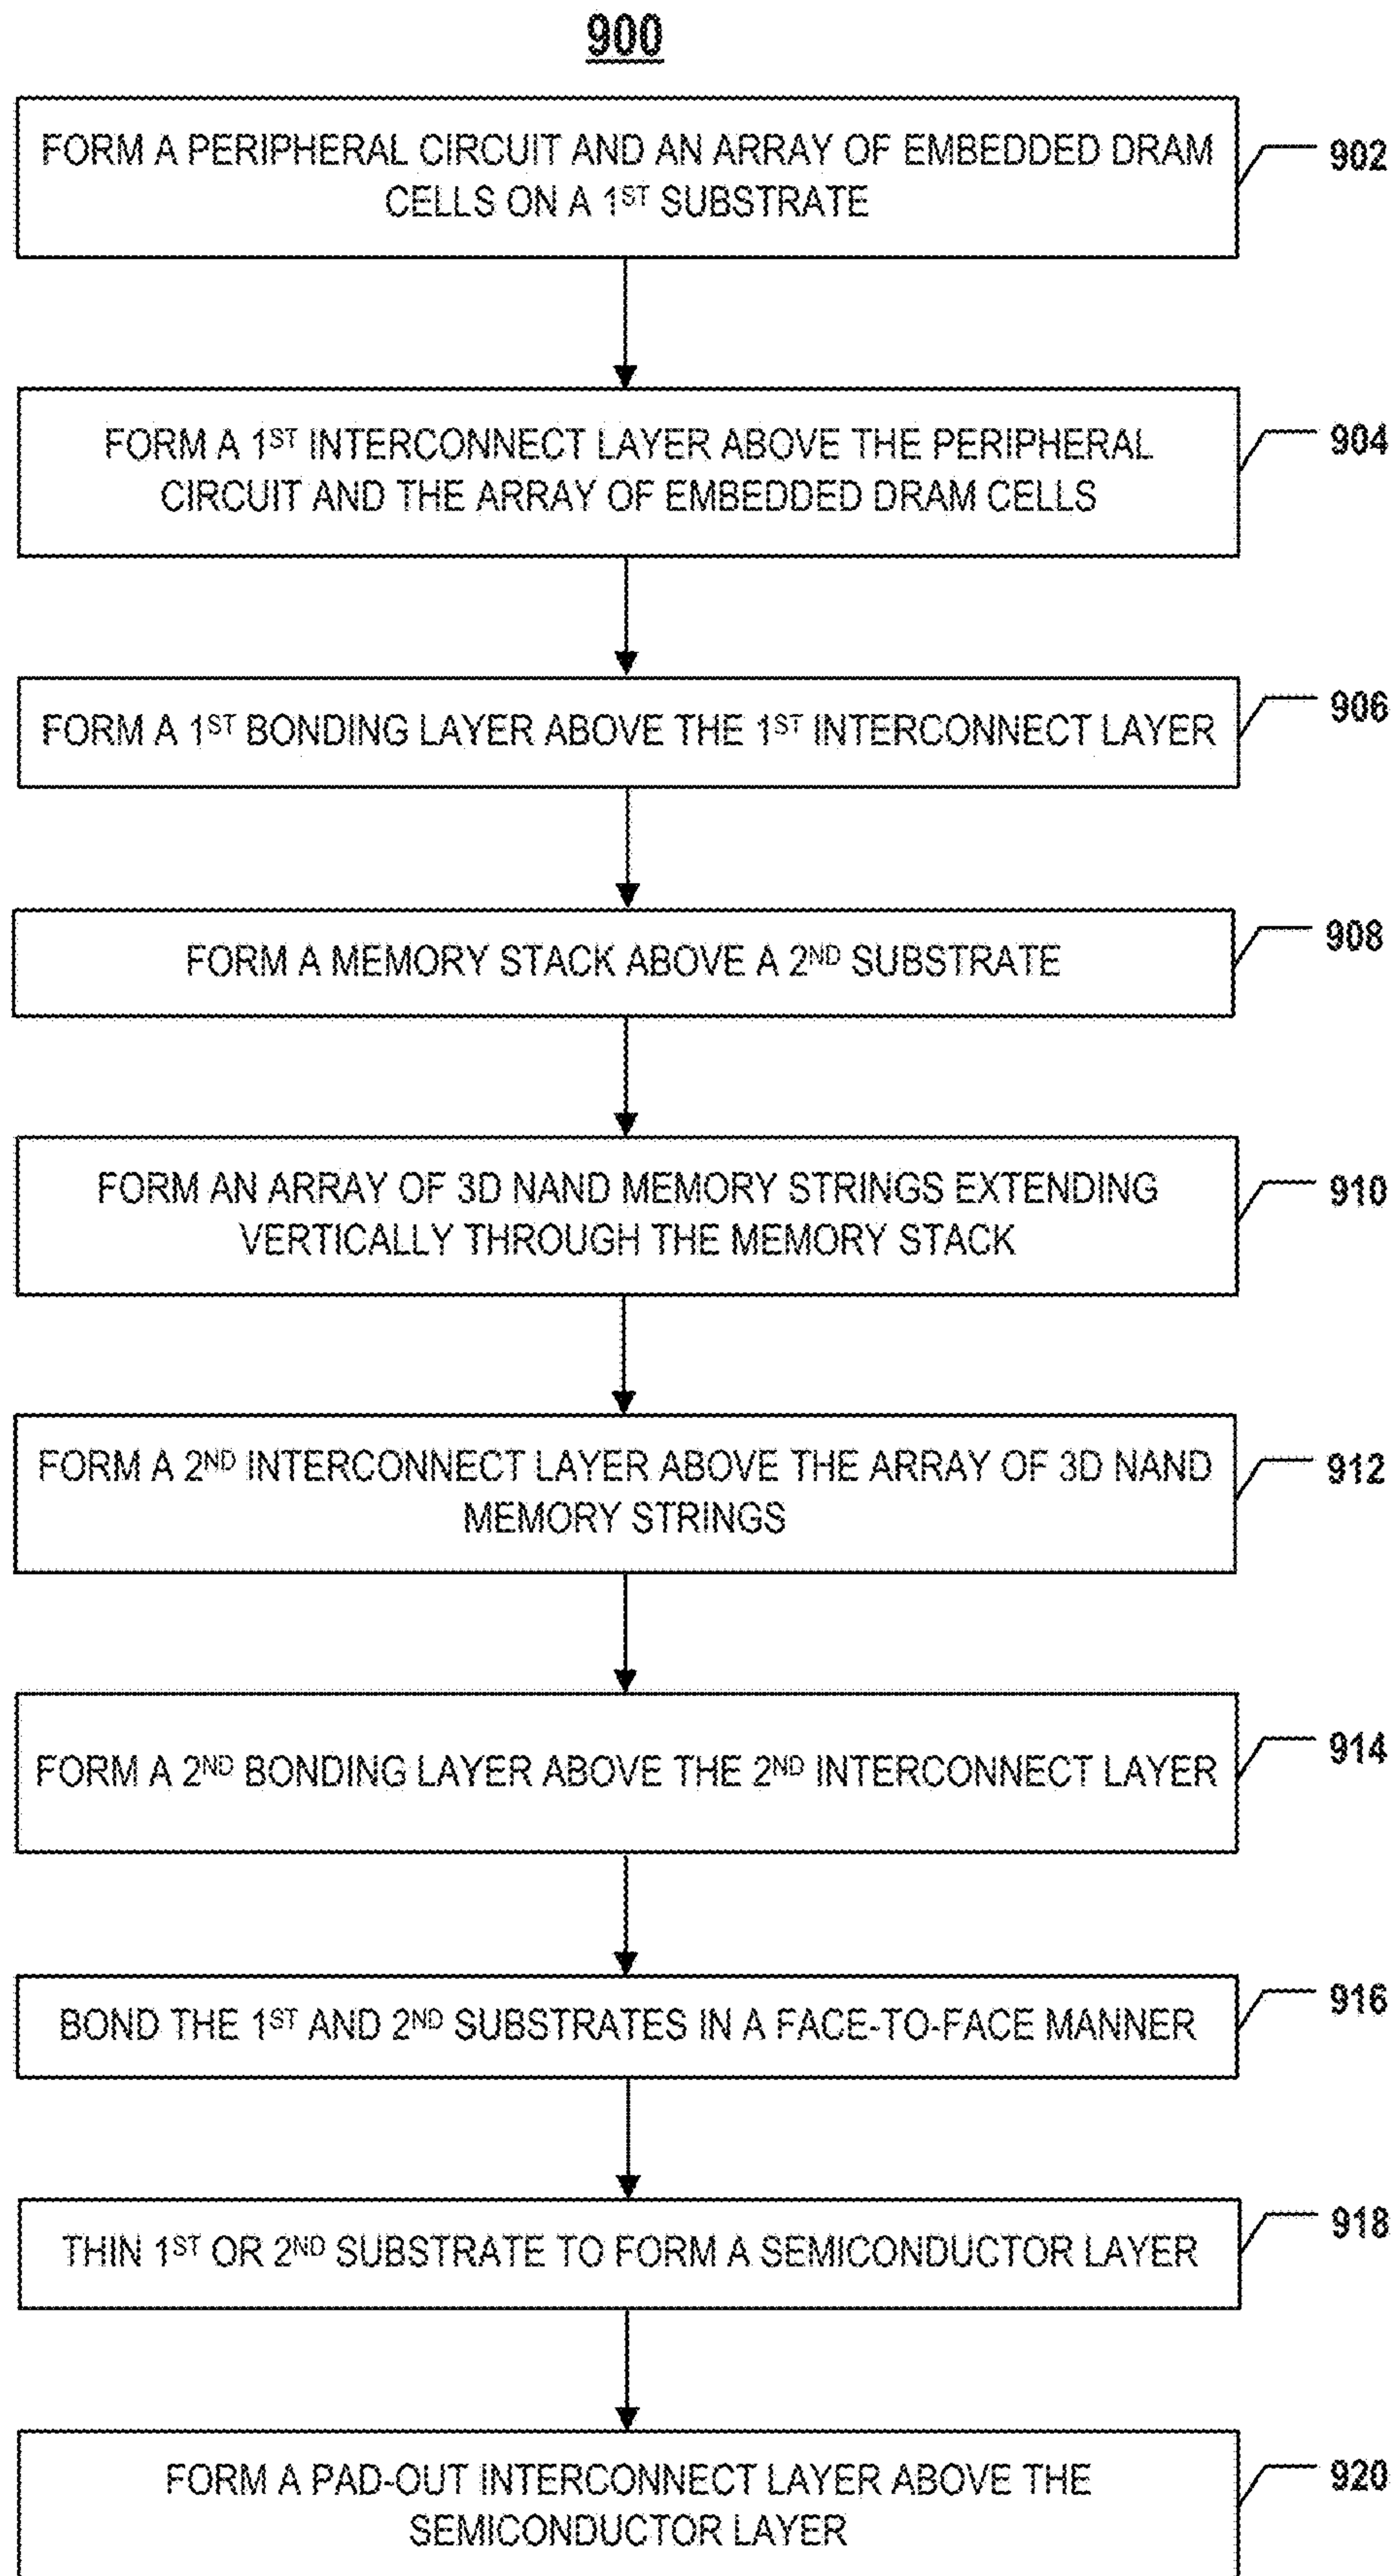 900
FORM A PERIPHERAL CIRCUIT AND AN ARRAY OF EMBEDDED DRAM
CELLS ON A 1ST SUBSTRATE
902
FORM A 1ST INTERCONNECT LAYER ABOVE THE PERIPHERAL
CIRCUIT AND THE ARRAY OF EMBEDDED DRAM CELLS
904
FORM A 1ST BONDING LAYER ABOVE THE 1ST INTERCONNECT LAYER
906
FORM A MEMORY STACK ABOVE A 2ND SUBSTRATE
908
FORM AN ARRAY OF 3D NAND MEMORY STRINGS EXTENDING
VERTICALLY THROUGH THE MEMORY STACK
910
FORM A 2ND INTERCONNECT LAYER ABOVE THE ARRAY OF 3D NAND
MEMORY STRINGS
912
FORM A 2ND BONDING LAYER ABOVE THE 2ND INTERCONNECT LAYER
914
BOND THE 1ST AND 2ND SUBSTRATES IN A FACE-TO-FACE MANNER
916
THIN 1ST OR 2ND SUBSTRATE TO FORM A SEMICONDUCTOR LAYER
918
FORM A PAD-OUT INTERCONNECT LAYER ABOVE THE
SEMICONDUCTOR LAYER
920